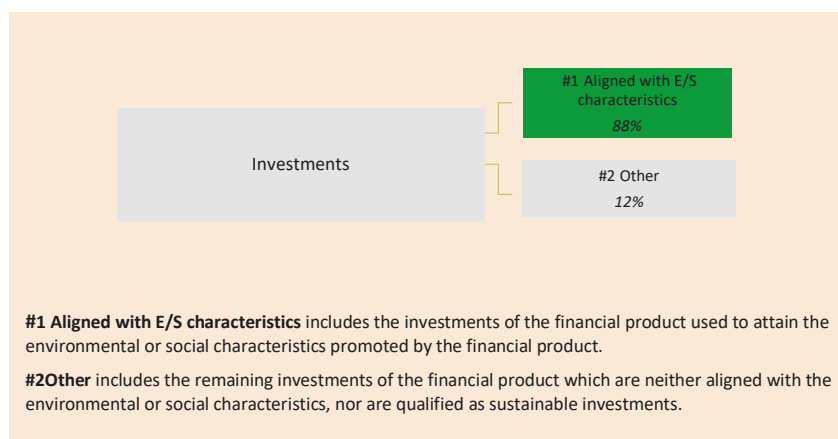 #1 Aligned with E/S
characteristics
88%
Investments
#2 Other
12%
#1 Aligned with E/S characteristics includes the investments of the financial product used to attain the
environmental or social characteristics promoted by the financial product.
#2Other includes the remaining investments of the financial product which are neither aligned with the
environmental or social characteristics, nor are qualified as sustainable investments.